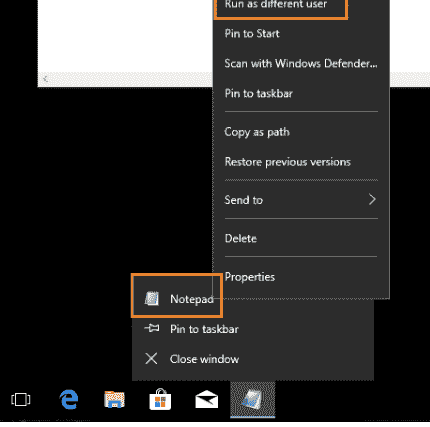 Run as different user
Pin to Start
Scan with Windows Defender...
Pin to taskbar
Copy as path
Restore previous versions
Send to
Delete
Properties
Notepad
Pin to taskbar
Close window